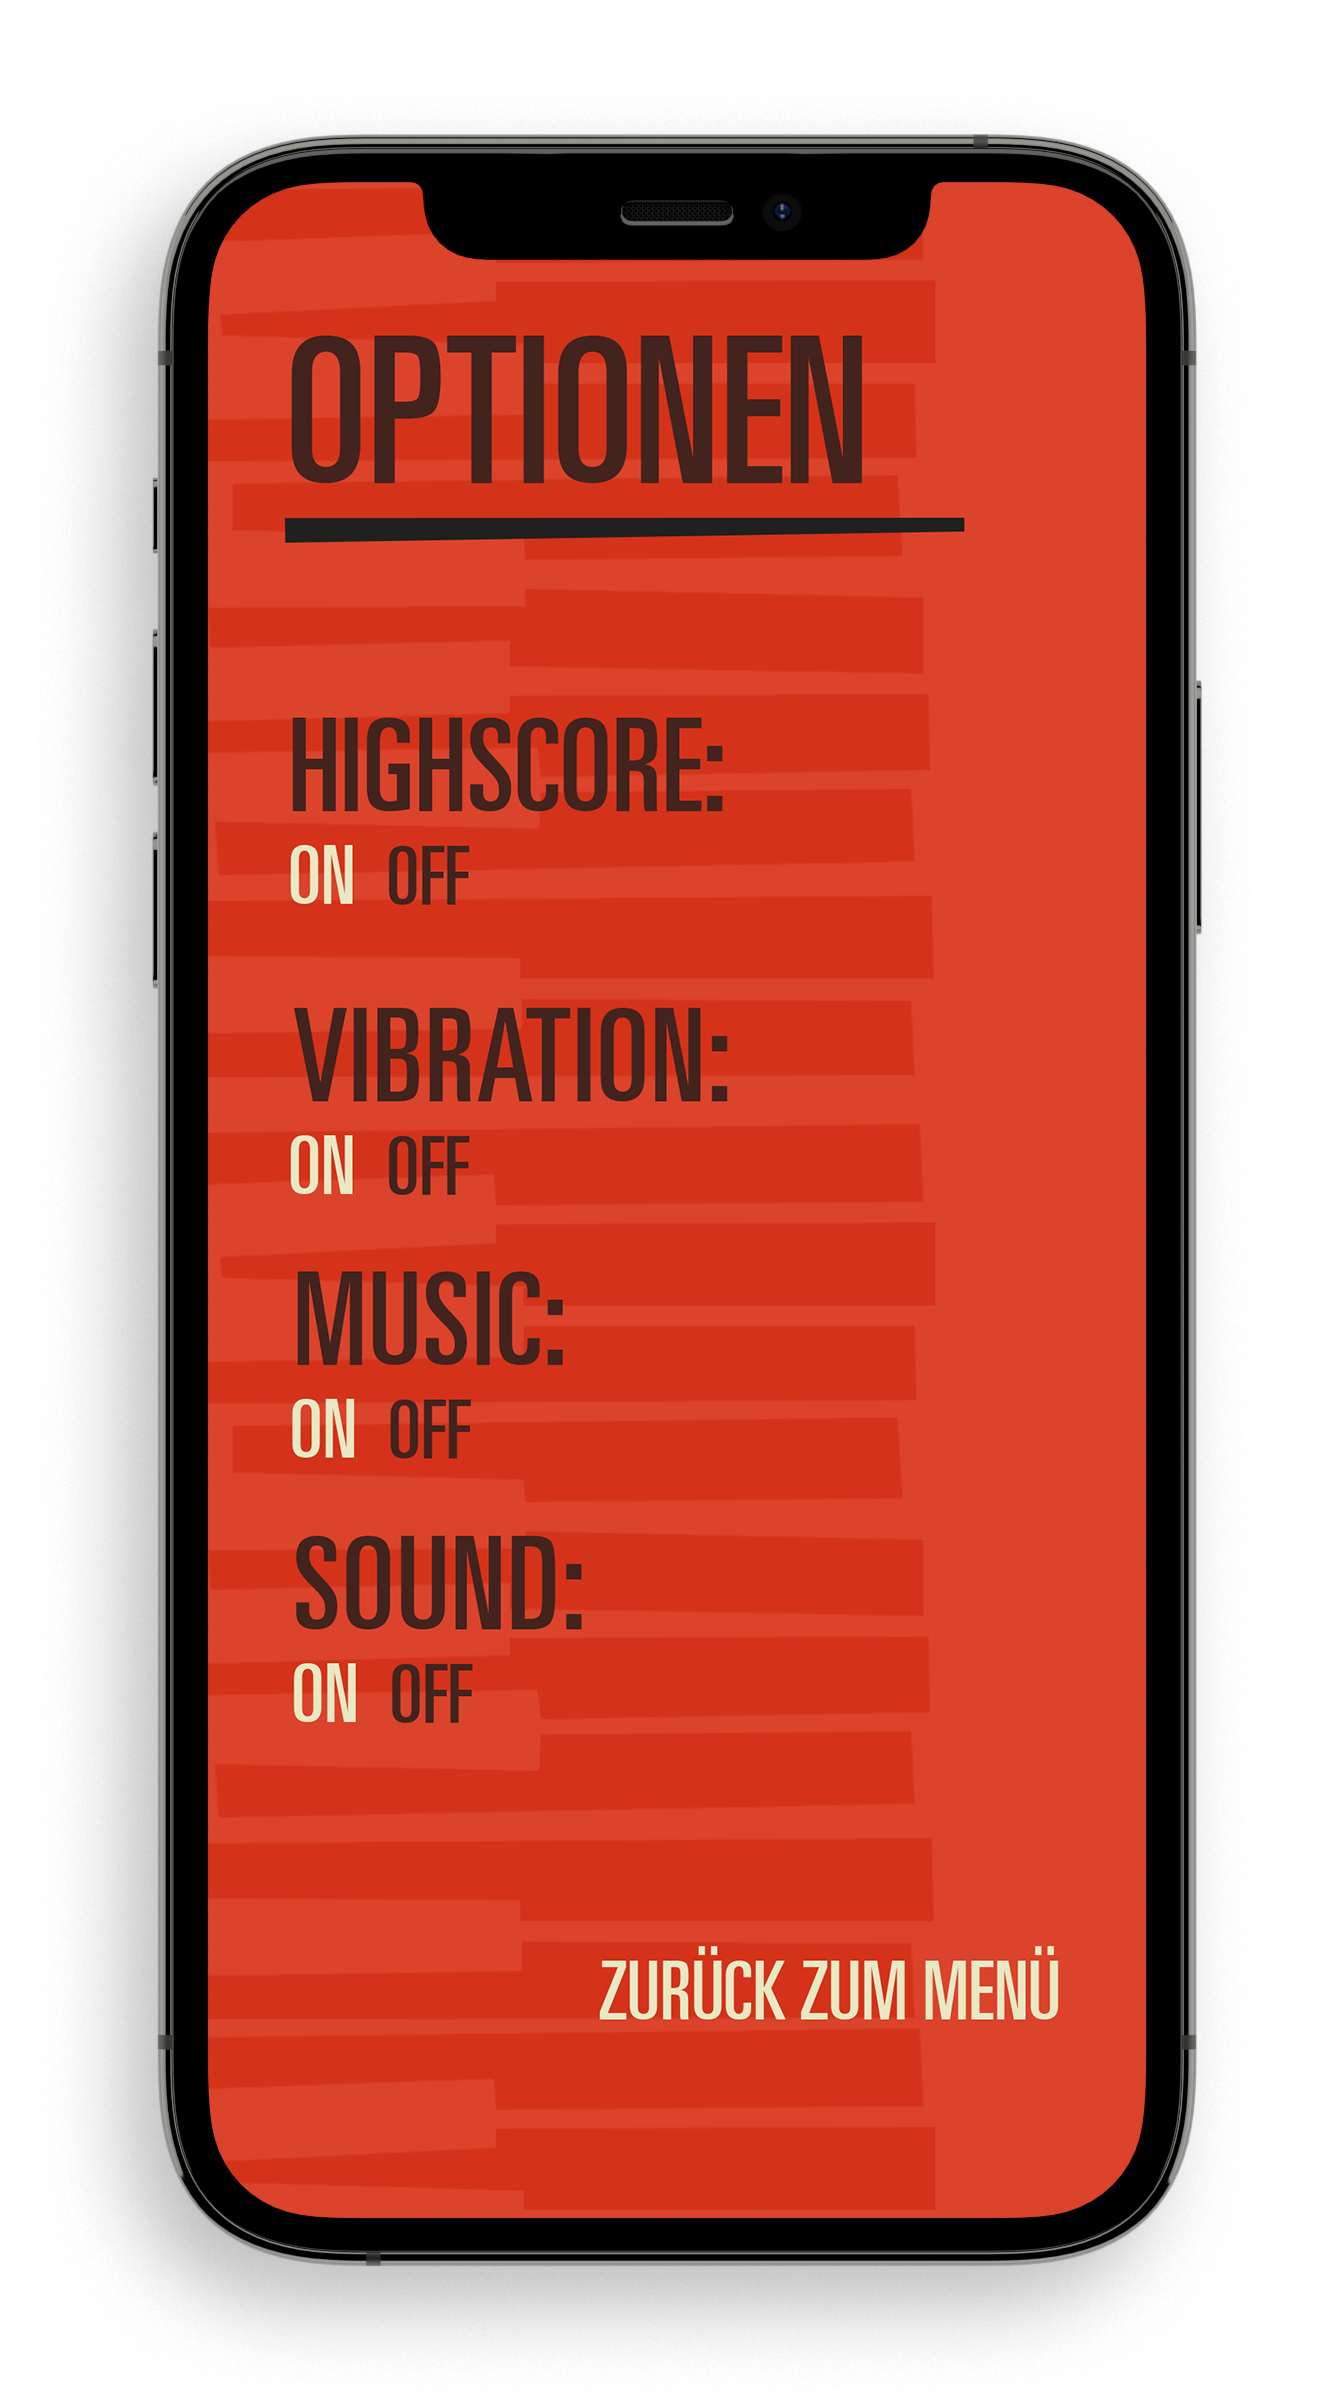 OPTIONEN
HIGHSCORE:
ON OFF
VIBRATION:
ON OFF
MUSIC:
ON OFF
SOUND:
ON OFF
ZURÜCK ZUM MENÜ